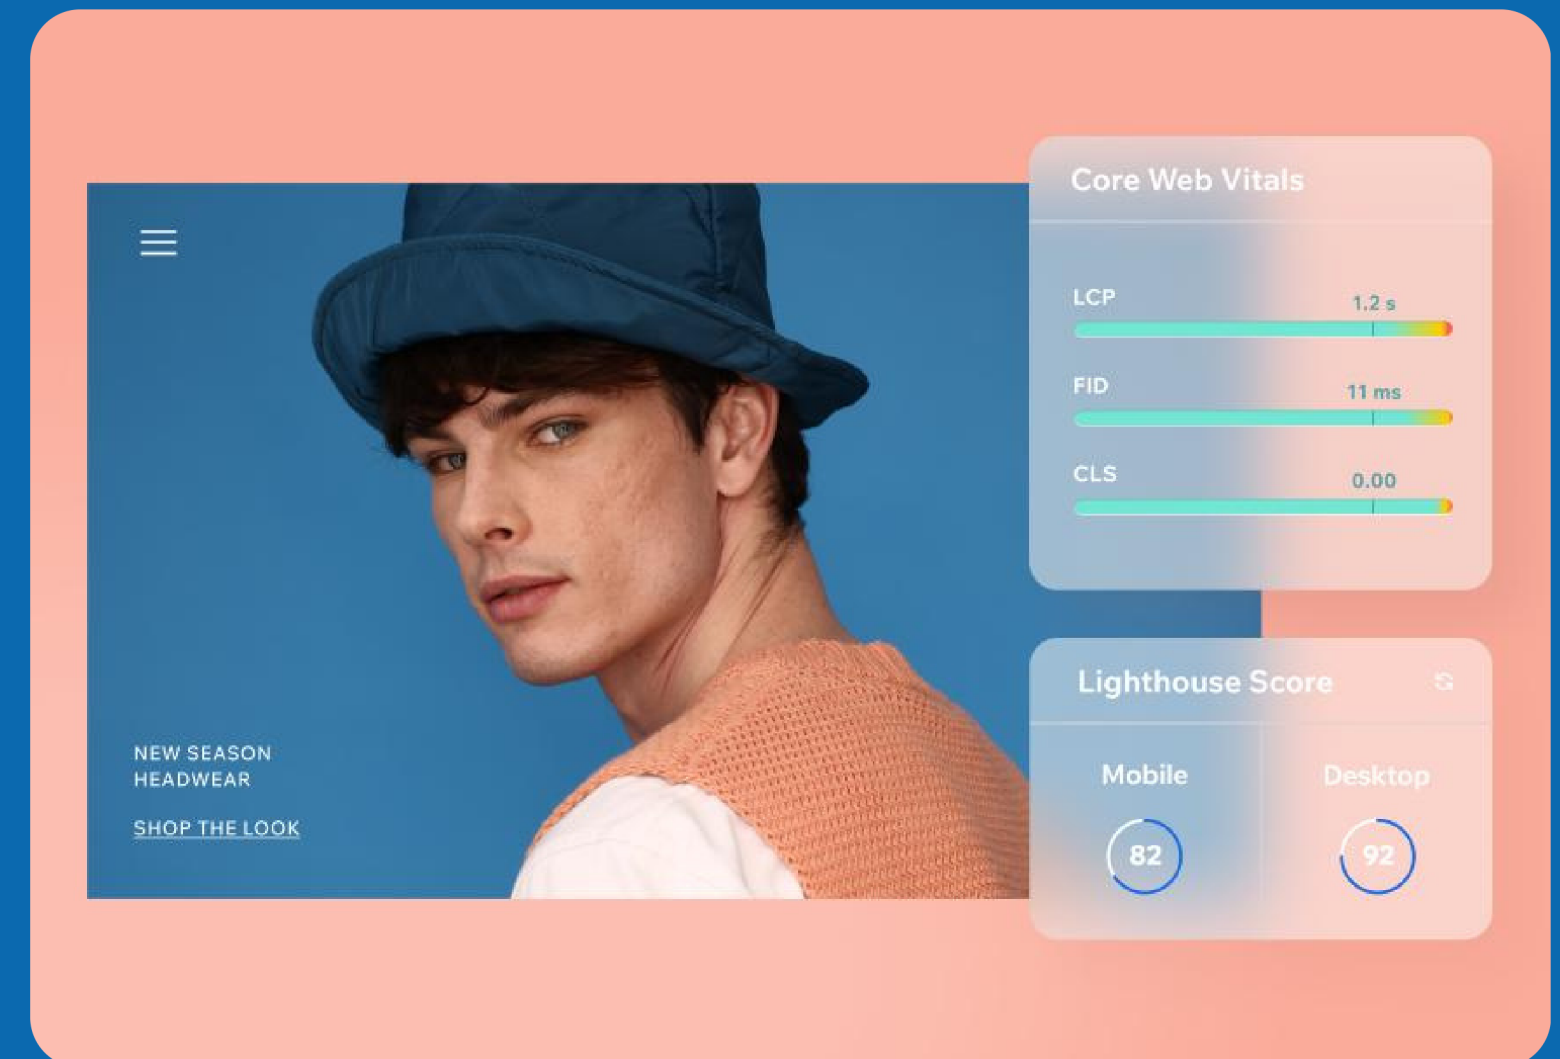 NEW SEASON
HEADWEAR
SHOP THE LOOK
Core Web Vitals
LCP
1.2 s
FID
11 ms
CLS
0.00
Lighthouse Score
Mobile
Desktop
82
92